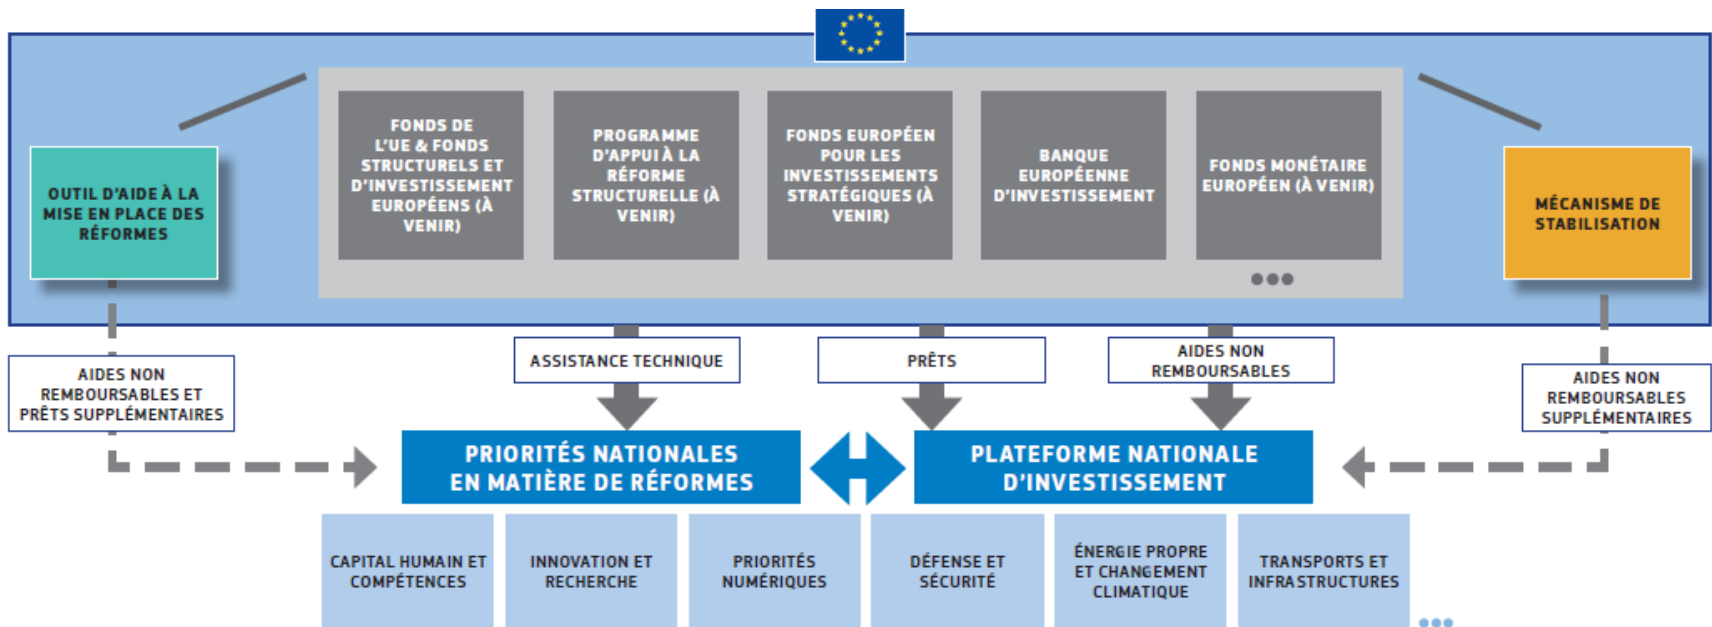 FONDS DE
L'UE & FONDS
STRUCTURELS ET
D'INVESTISSEMENT
EUROPÉENS (À
VENIR)
PROGRAMME
D'APPUI À LA
RÉFORME
STRUCTURELLE (À
VENIR)
FONDS EUROPÉEN
POUR LES
INVESTISSEMENTS
STRATÉGIQUES (À
VENIR)
BANQUE
EUROPÉENNE
D'INVESTISSEMENT
FONDS MONÉTAIRE
EUROPÉEN (À VENIR)
OUTIL D'AIDE À LA
MISE EN PLACE DES
RÉFORMES
MÉCANISME DE
STABILISATION
AIDES NON
REMBOURSABLES ET
PRÊTS SUPPLÉMENTAIRES
ASSISTANCE TECHNIQUE
PRÊTS
AIDES NON
REMBOURSABLES
AIDES NON
REMBOURSABLES
SUPPLÉMENTAIRES
PRIORITÉS NATIONALES
EN MATIÈRE DE RÉFORMES
PLATEFORME NATIONALE
D'INVESTISSEMENT
CAPITAL HUMAIN ET
COMPÉTENCES
INNOVATION ET
RECHERCHE
PRIORITÉS
NUMÉRIQUES
DÉFENSE ET
SÉCURITÉ
ÉNERGIE PROPRE
ET CHANGEMENT
CLIMATIQUE
TRANSPORTS ET
INFRASTRUCTURES